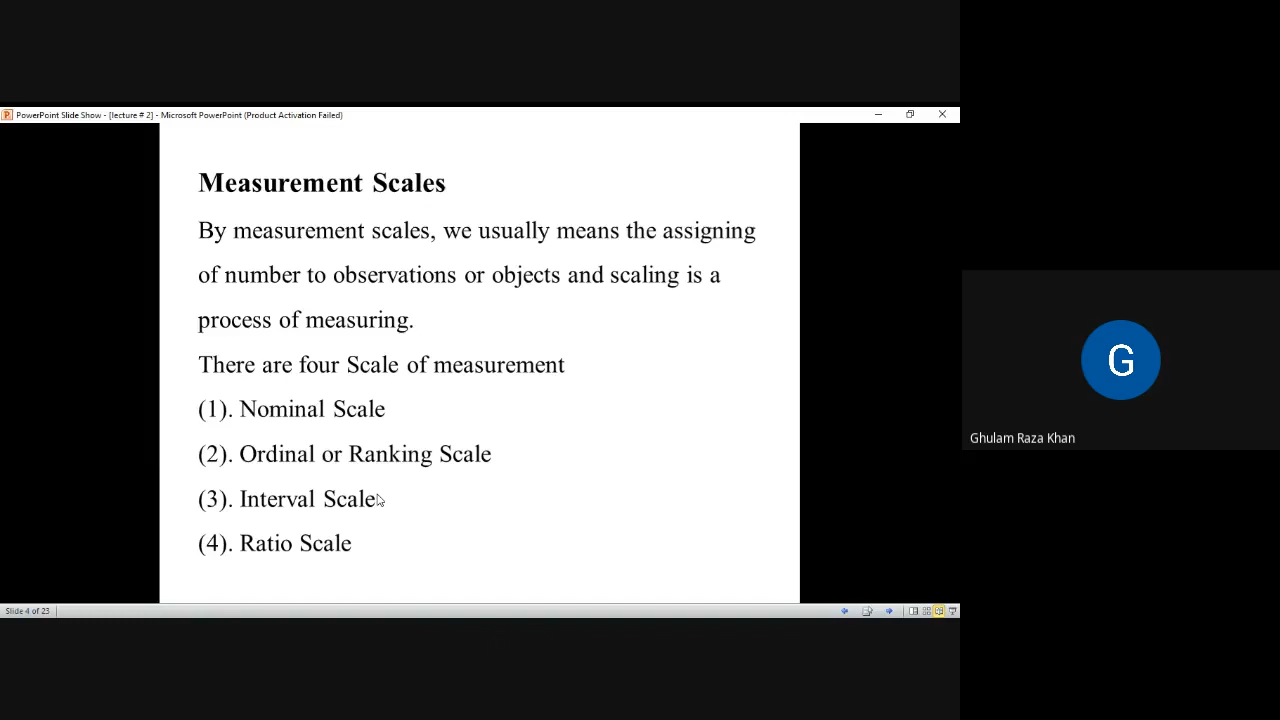 PowerPoint Slide Show - [lecture # 2] - Microsoft PowerPoint (Product Activation Failed)
Measurement Scales
By measurement scales, we usually means the assigning
of number to observations or objects and scaling is a
process of measuring.
There are four Scale of measurement
(1). Nominal Scale
(2). Ordinal or Ranking Scale
(3). Interval Scale
(4). Ratio Scale
Slide 4 of 23
G
Ghulam Raza Khan